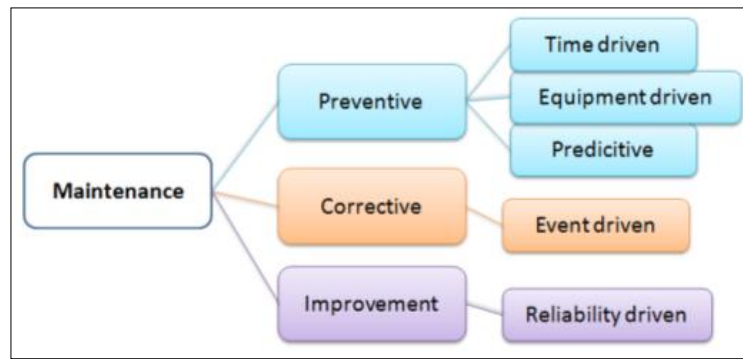 Maintenance
Preventive
Time driven
Equipment driven
Predicitive
Corrective
Event driven
Improvement
Reliability driven